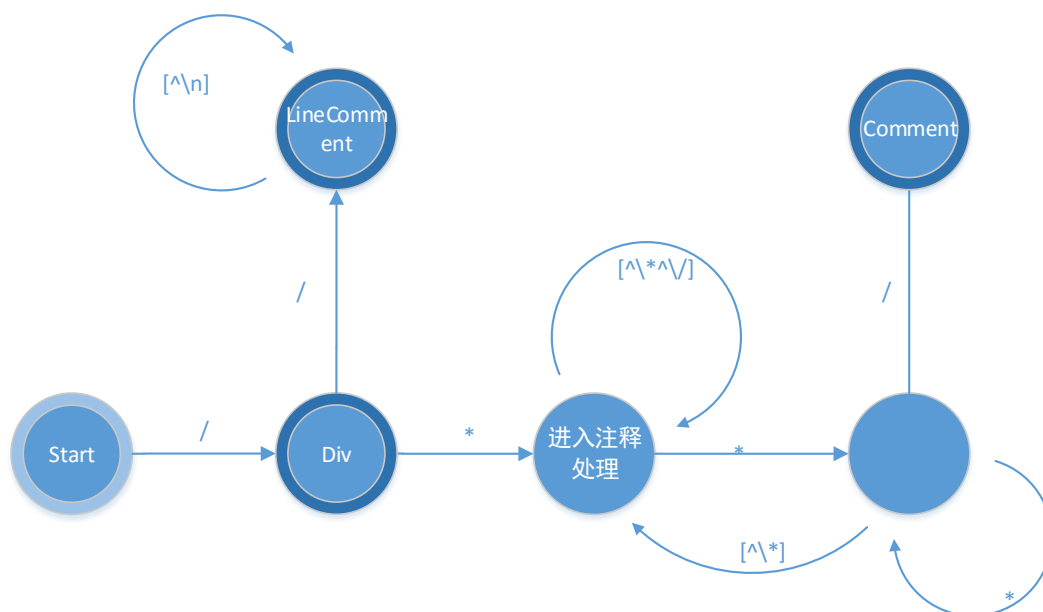 [^\n]
LineComm
ent
Comment
[^\*^\/]
/
/
Start
/
Div
*
进入注释
处理
*
[^\*]
*